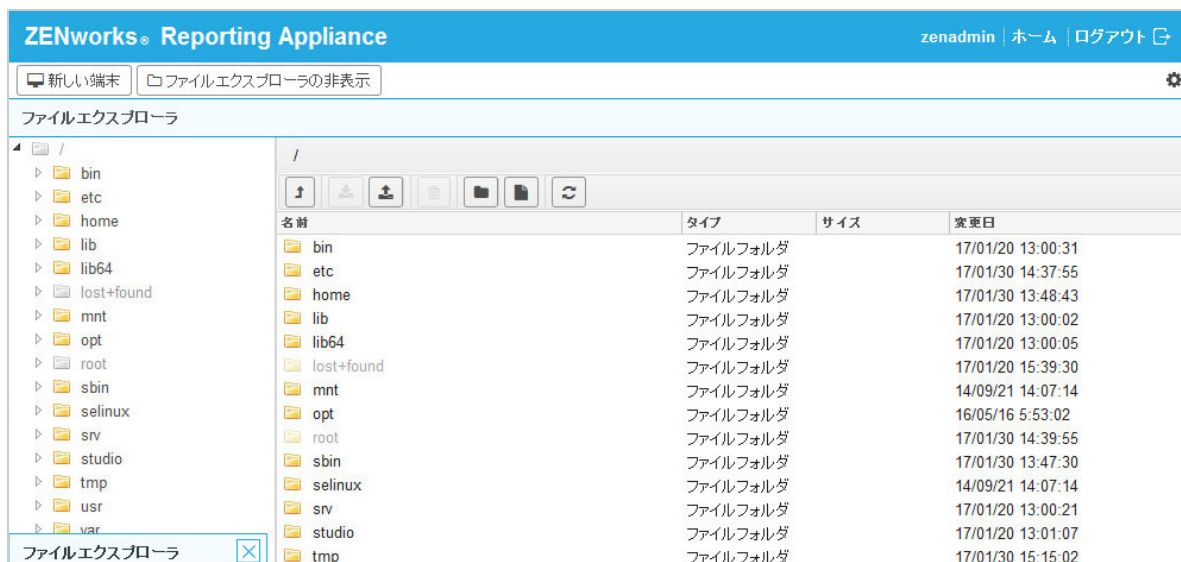 ZENworks® Reporting Appliance
zenadmin ホーム ログアウト
新しい端末 ファイルエクスプローラの非表示
ファイルエクスプローラ
/
bin
etc
home
lib
lib64
lost+found
mnt
opt
root
sbin
selinux
srv
studio
tmp
usr
var
ファイルエクスプローラ
/
名前 タイプ サイズ 変更日
bin ファイルフォルダ 17/01/20 13:00:31
etc ファイルフォルダ 17/01/30 14:37:55
home ファイルフォルダ 17/01/30 13:48:43
lib ファイルフォルダ 17/01/20 13:00:02
lib64 ファイルフォルダ 17/01/20 13:00:05
lost+found ファイルフォルダ 17/01/20 15:39:30
mnt ファイルフォルダ 14/09/21 14:07:14
opt ファイルフォルダ 16/05/16 5:53:02
root ファイルフォルダ 17/01/30 14:39:55
sbin ファイルフォルダ 17/01/30 13:47:30
selinux ファイルフォルダ 14/09/21 14:07:14
srv ファイルフォルダ 17/01/20 13:00:21
studio ファイルフォルダ 17/01/20 13:01:07
tmp ファイルフォルダ 17/01/30 15:15:02